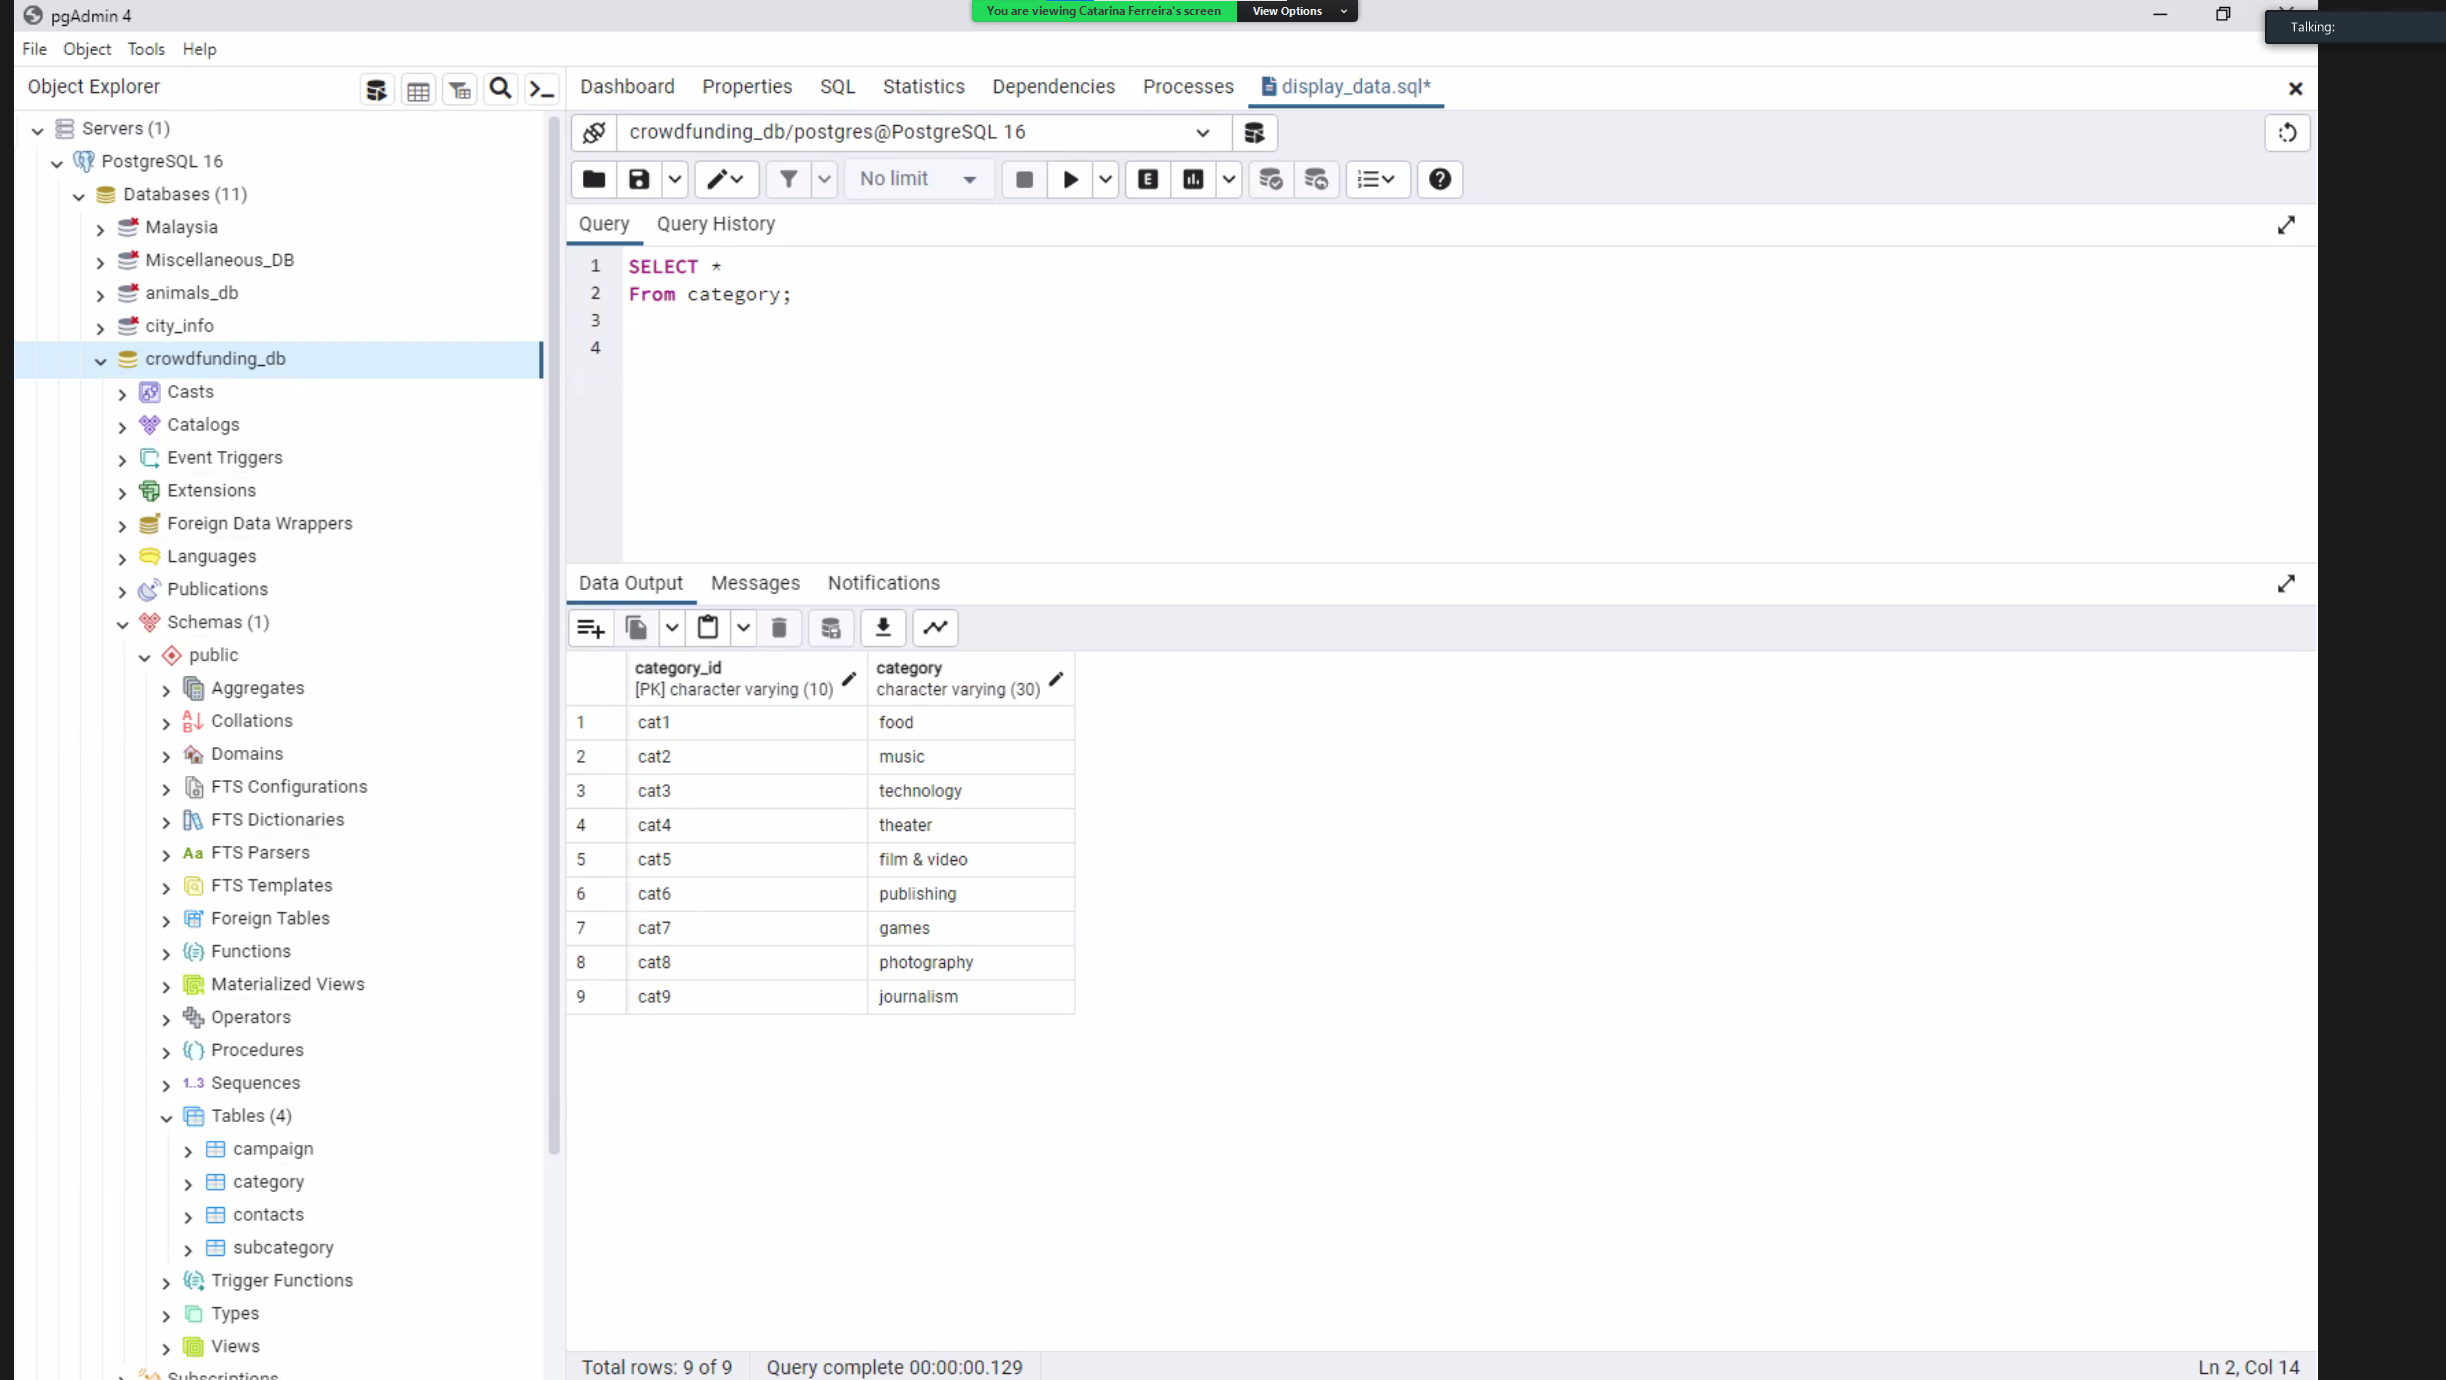 pgAdmin 4
You are viewing Catarina Ferreira's screen
View Options
Talking:
File Object Tools Help
Object Explorer
Dashboard Properties SQL Statistics Dependencies Processes display_data.sql*
Servers (1)
PostgreSQL 16
Databases (11)
Malaysia
Miscellaneous_DB
animals_db
city_info
crowdfunding_db
Casts
Catalogs
Event Triggers
Extensions
Foreign Data Wrappers
Languages
Publications
Schemas (1)
public
Aggregates
Collations
Domains
FTS Configurations
FTS Dictionaries
Aa FTS Parsers
FTS Templates
Foreign Tables
Functions
Materialized Views
Operators
Procedures
1..3 Sequences
Tables (4)
campaign
category
contacts
subcategory
Trigger Functions
Types
Views
Subscriptions
crowdfunding_db/postgres@PostgreSQL 16
No limit
E
Query Query History
1 SELECT *
2 From category;
3
4
Data Output Messages Notifications
category_id category
[PK] character varying (10) character varying (30)
1 cat1 food
2 cat2 music
3 cat3 technology
4 cat4 theater
5 cat5 film & video
6 cat6 publishing
7 cat7 games
8 cat8 photography
9 cat9 journalism
Total rows: 9 of 9 Query complete 00:00:00.129 Ln 2, Col 14